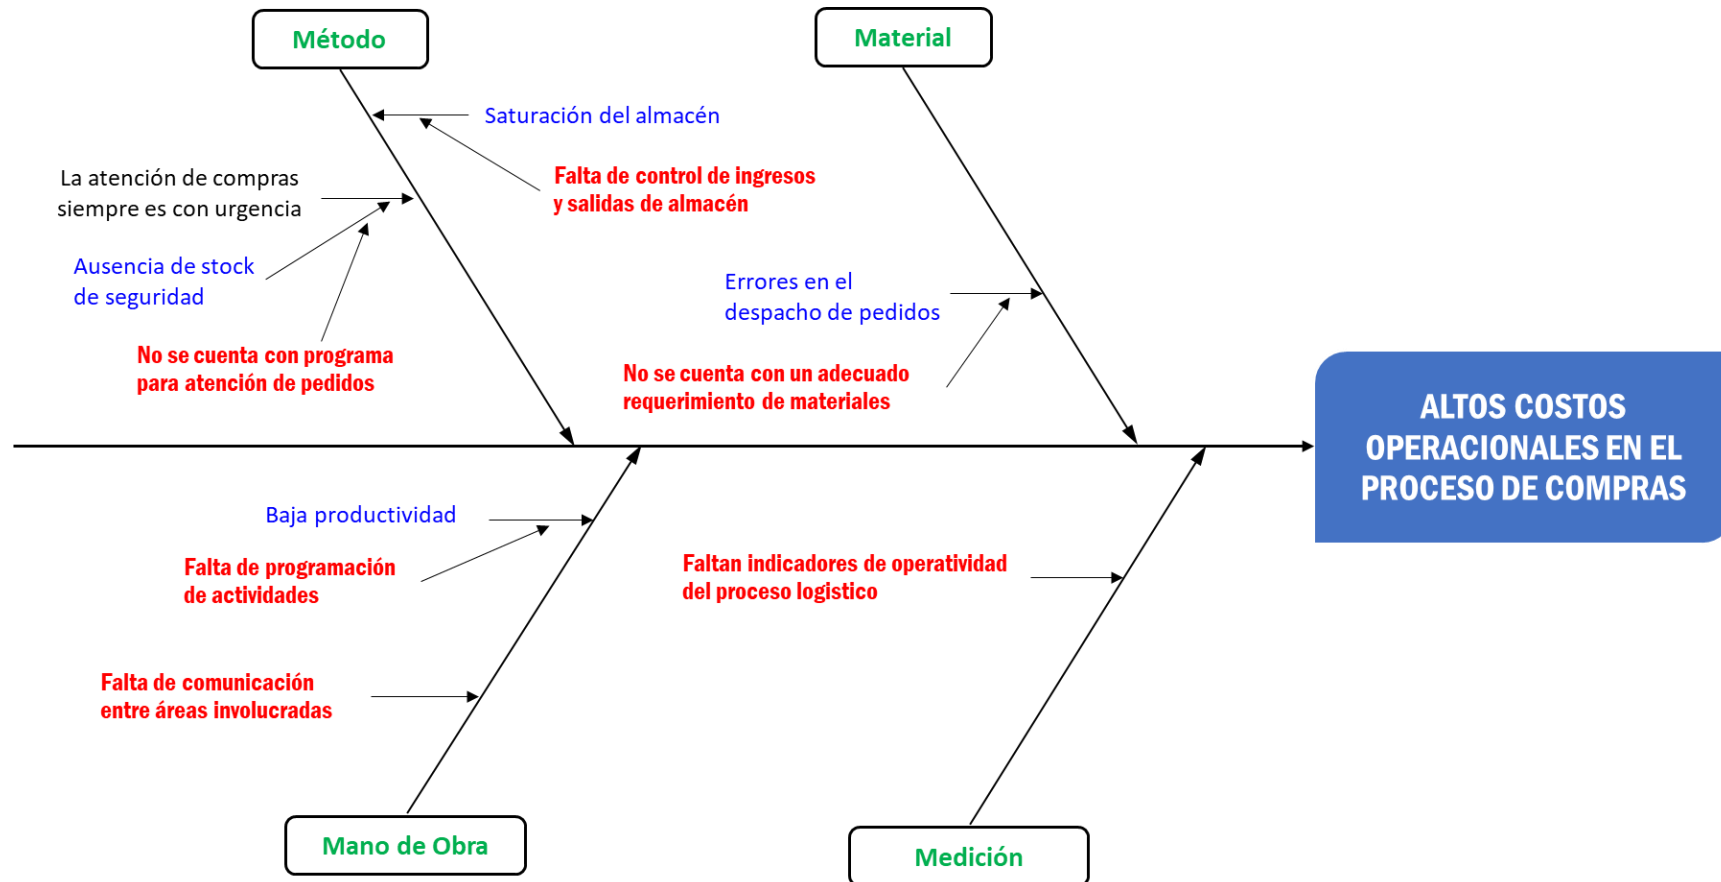 Método
Material
Saturación del almacén
Falta de control de ingresos
y salidas de almacén
La atención de compras
siempre es con urgencia
Ausencia de stock
de seguridad
No se cuenta con programa
para atención de pedidos
Errores en el
despacho de pedidos
No se cuenta con un adecuado
requerimiento de materiales
ALTOS COSTOS
OPERACIONALES EN EL
PROCESO DE COMPRAS
Baja productividad
Falta de programación
de actividades
Falta de comunicación
entre áreas involucradas
Faltan indicadores de operatividad
del proceso logistico
Mano de Obra
Medición